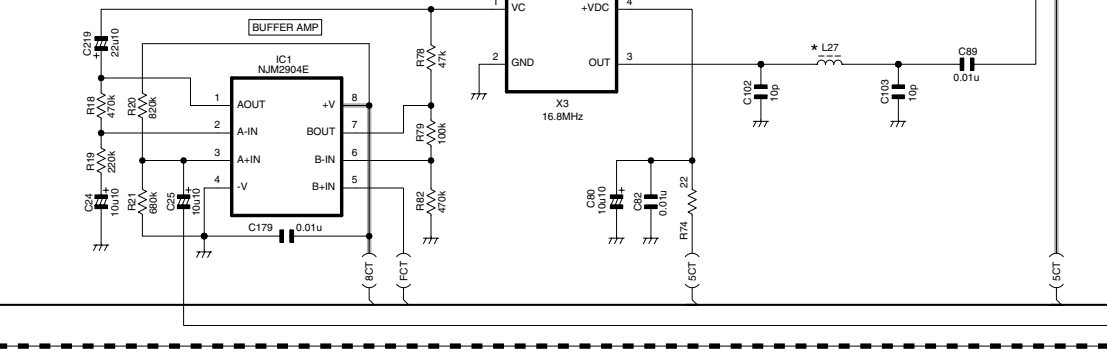 1
VC
+VDC
4
C219
22u10
+
BUFFER AMP
R78
47k
* L27
IC1
NJM2904E
2
GND
OUT
3
C89
0.01u
R18
470k
R20
820k
1
AOUT
+V
8
C102
10p
C103
10p
X3
16.8MHz
2
A-IN
BOUT
7
R79
100k
R19
220k
3
A+IN
B-IN
6
C24
+
10u10
R21
680k
C25
+
10u10
4
-V
B+IN
5
R82
470k
C80
+
10u10
C82
0.01u
22
R74
C179
0.01u
8CT
FCT
5CT
5CT